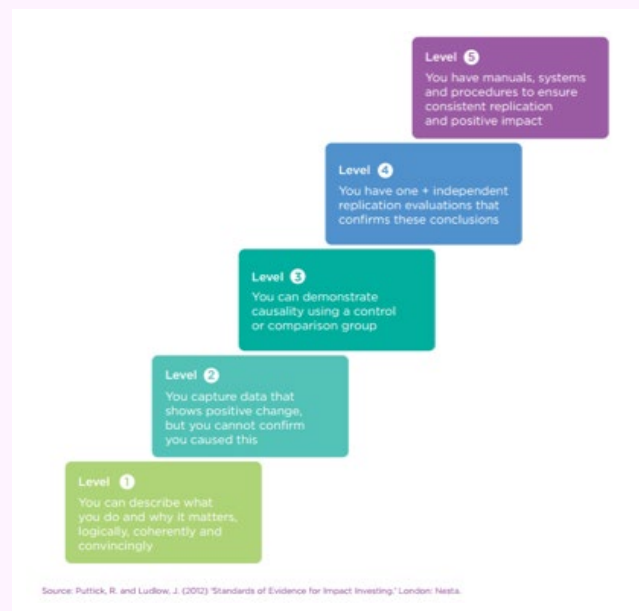 Level 5
You have manuals, systems
and procedures to ensure
consistent replication
and positive impact
Level 4
You have one + independent
replication evaluations that
confirms these conclusions
Level 3
You can demonstrate
causality using a control
or comparison group
Level 2
You capture data that
shows positive change,
but you cannot confirm
you caused this
Level 1
You can describe what
you do and why it matters,
logically, coherently and
convincingly
Source: Puttick, R. and Ludlow, J. (2012) 'Standards of Evidence for Impact Investing.' London: Nesta.